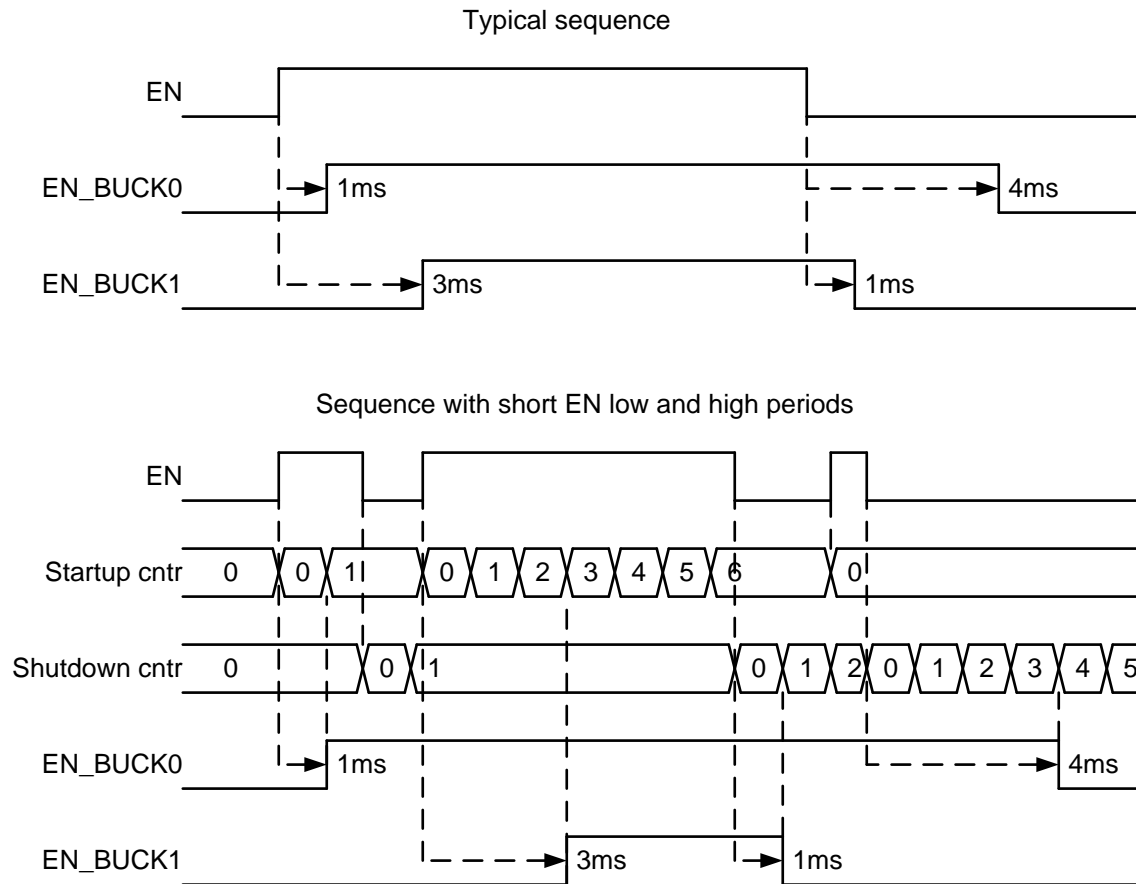 Typical sequence
EN
EN_BUCK0 1ms 4ms
EN_BUCK1 3ms 1ms
Sequence with short EN low and high periods
EN
Startup cntr 0 0 1 0 1 2 3 4 5 6 0
Shutdown cntr 0 0 1 0 1 2 0 1 2 3 4 5
EN_BUCK0 1ms 4ms
EN_BUCK1 3ms 1ms